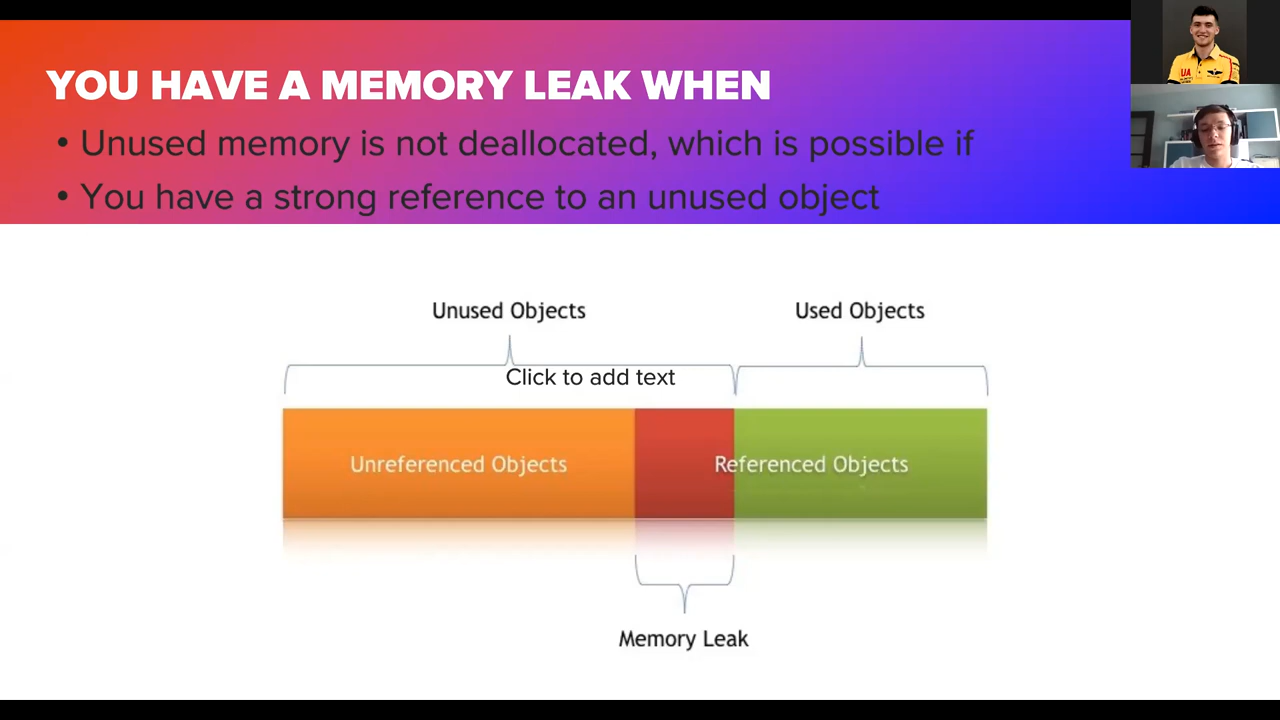 YOU HAVE A MEMORY LEAK WHEN
• Unused memory is not deallocated, which is possible if
• You have a strong reference to an unused object
Unused Objects
Used Objects
Click to add text
Unreferenced Objects
Referenced Objects
Memory Leak
UA